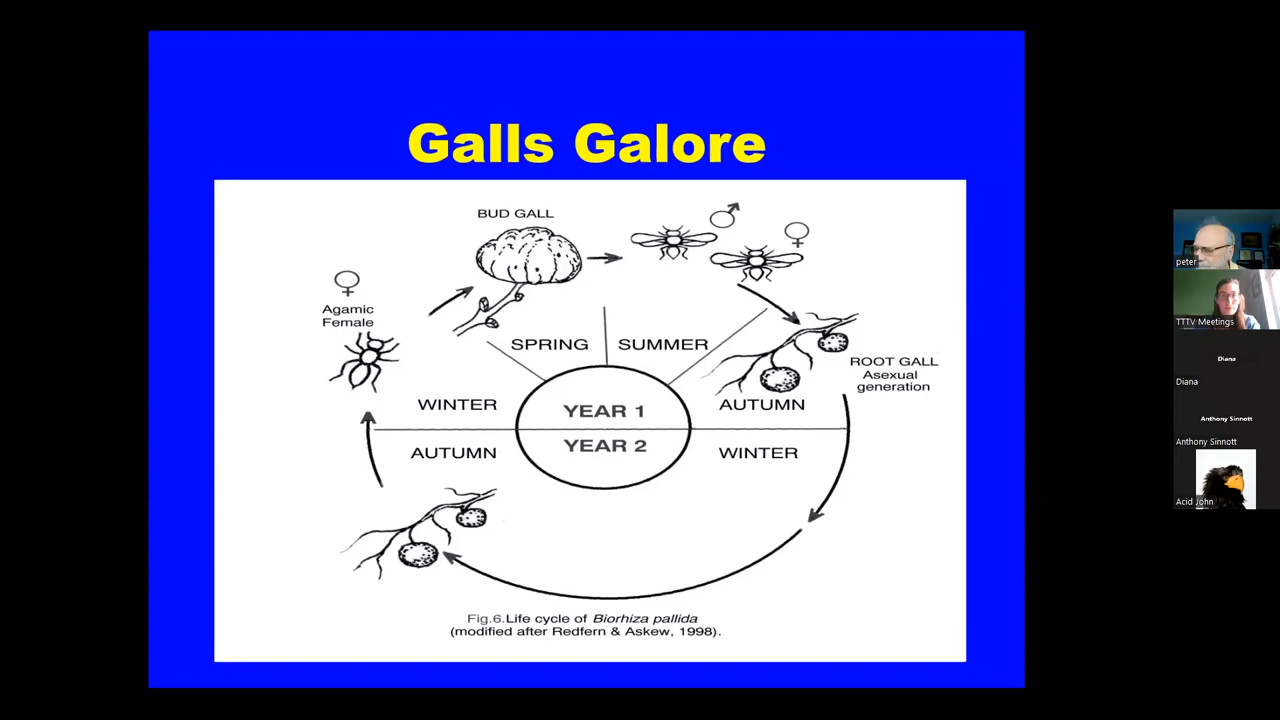 Galls Galore
BUD GALL
Agamic
Female
SPRING
SUMMER
ROOT GALL
Asexual
generation
WINTER
YEAR 1
AUTUMN
AUTUMN
YEAR 2
WINTER
Fig.6.Life cycle of Biorhiza pallida
(modified after Redfern & Askew, 1998).
peter
TTTV Meetings
Diana
Diana
Anthony Sinnott
Anthony Sinnott
Acid John